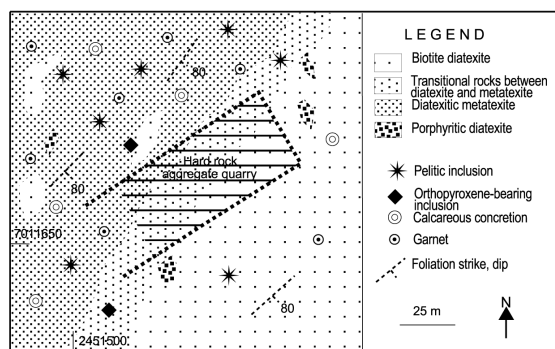 80
Hard rock
aggregate quarry
80
7011650
80
2451500
LEGEND
Biotite diatexite
Transitional rocks between
diatexite and metatexite
Diatexitic metatexite
Porphyritic diatexite
Pelitic inclusion
Orthopyroxene-bearing
inclusion
Calcareous concretion
Garnet
Foliation strike, dip
25 m
N